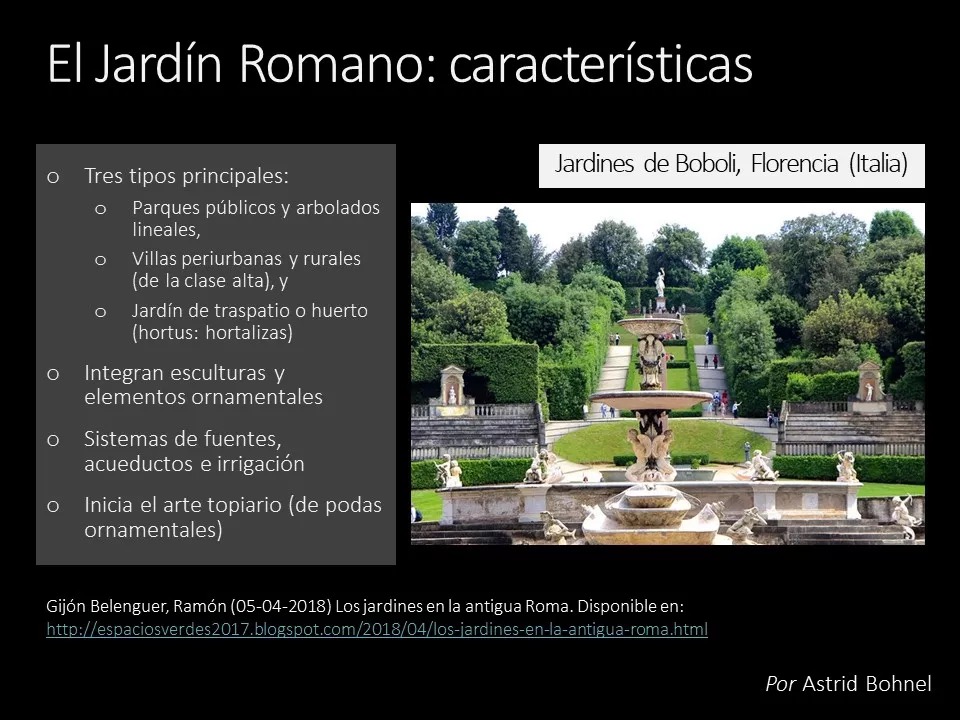 El Jardín Romano: características
o Tres tipos principales:
o Parques públicos y arbolados
lineales,
o Villas periurbanas y rurales
(de la clase alta), y
o Jardín de traspatio o huerto
(hortus: hortalizas)
o Integran esculturas y
elementos ornamentales
o Sistemas de fuentes,
acueductos e irrigación
o Inicia el arte topiario (de podas
ornamentales)
Jardines de Boboli, Florencia (Italia)
Gijón Belenguer, Ramón (05-04-2018) Los jardines en la antigua Roma. Disponible en:
http://espaciosverdes2017.blogspot.com/2018/04/los-jardines-en-la-antigua-roma.html
Por Astrid Bohnel